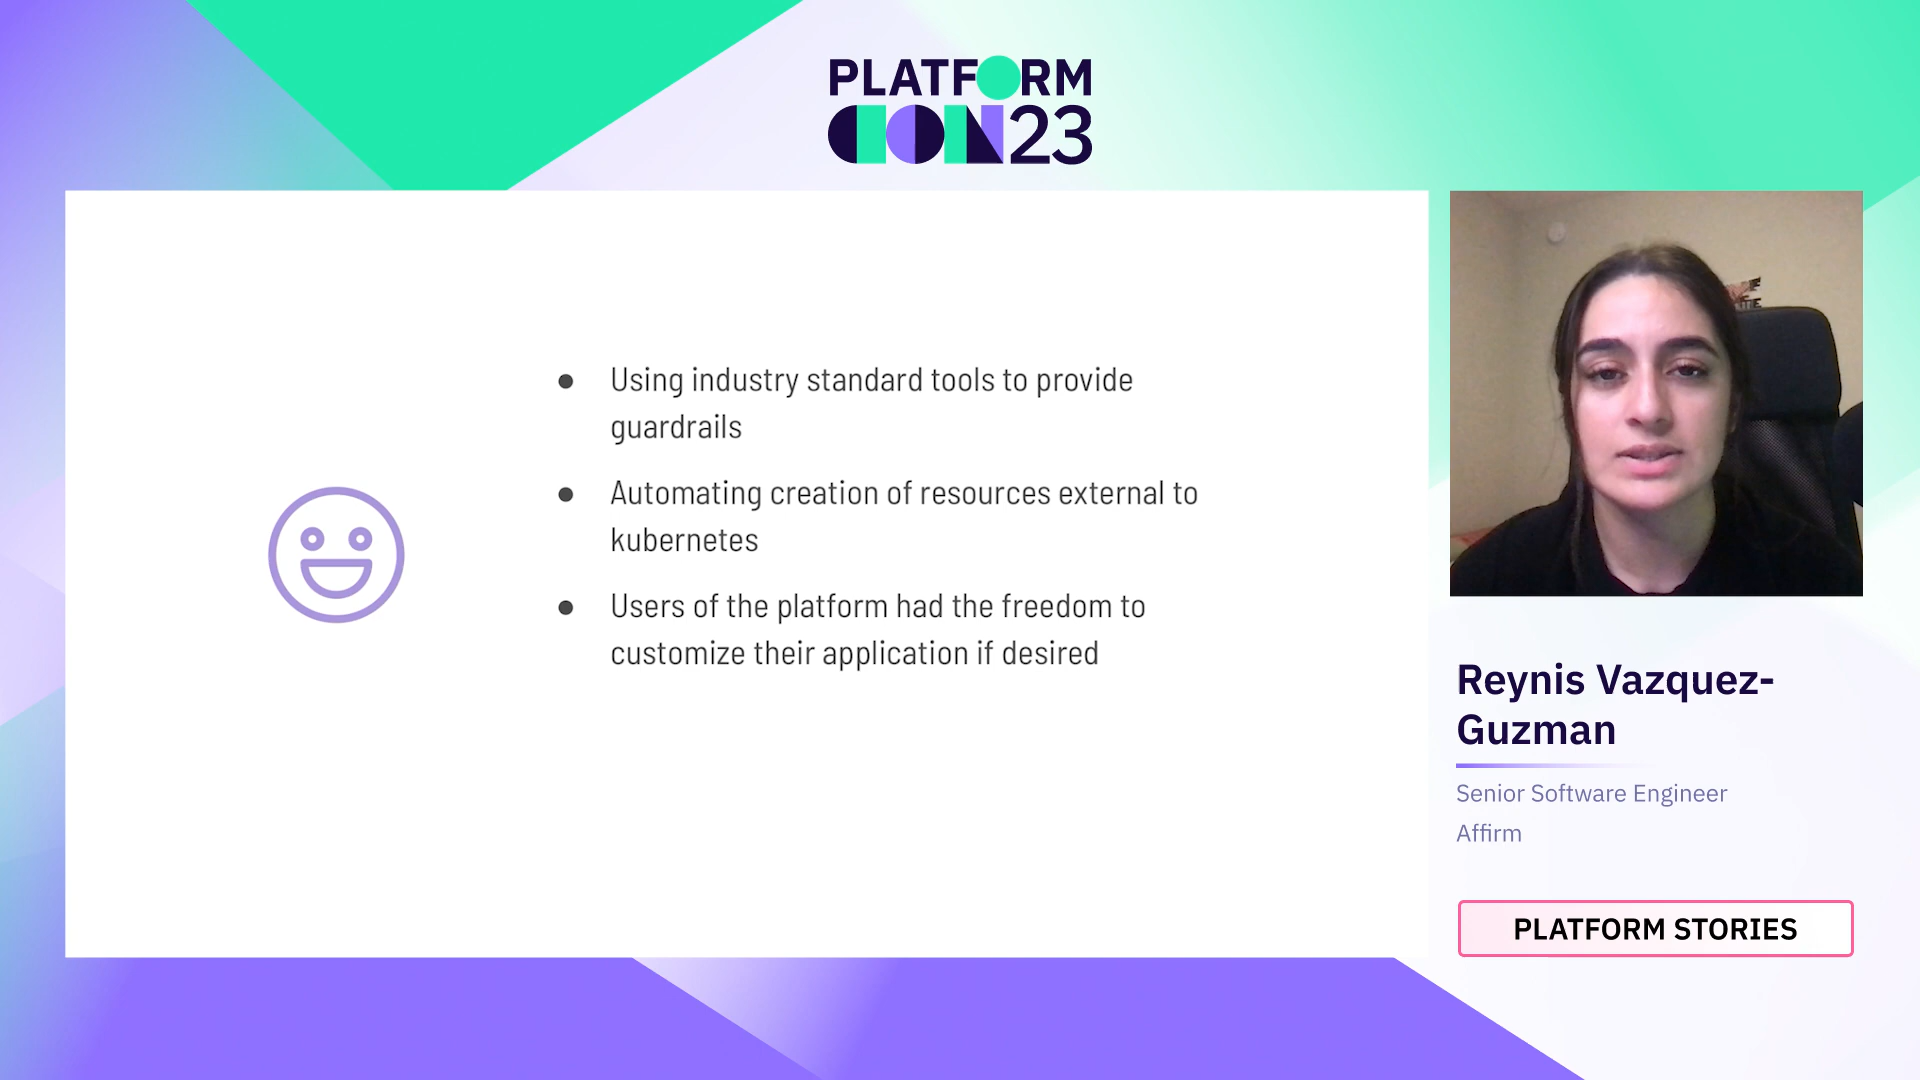 PLATFORM
CON23
● Using industry standard tools to provide
guardrails
● Automating creation of resources external to
kubernetes
● Users of the platform had the freedom to
customize their application if desired
Reynis Vazquez-
Guzman
Senior Software Engineer
Affirm
PLATFORM STORIES